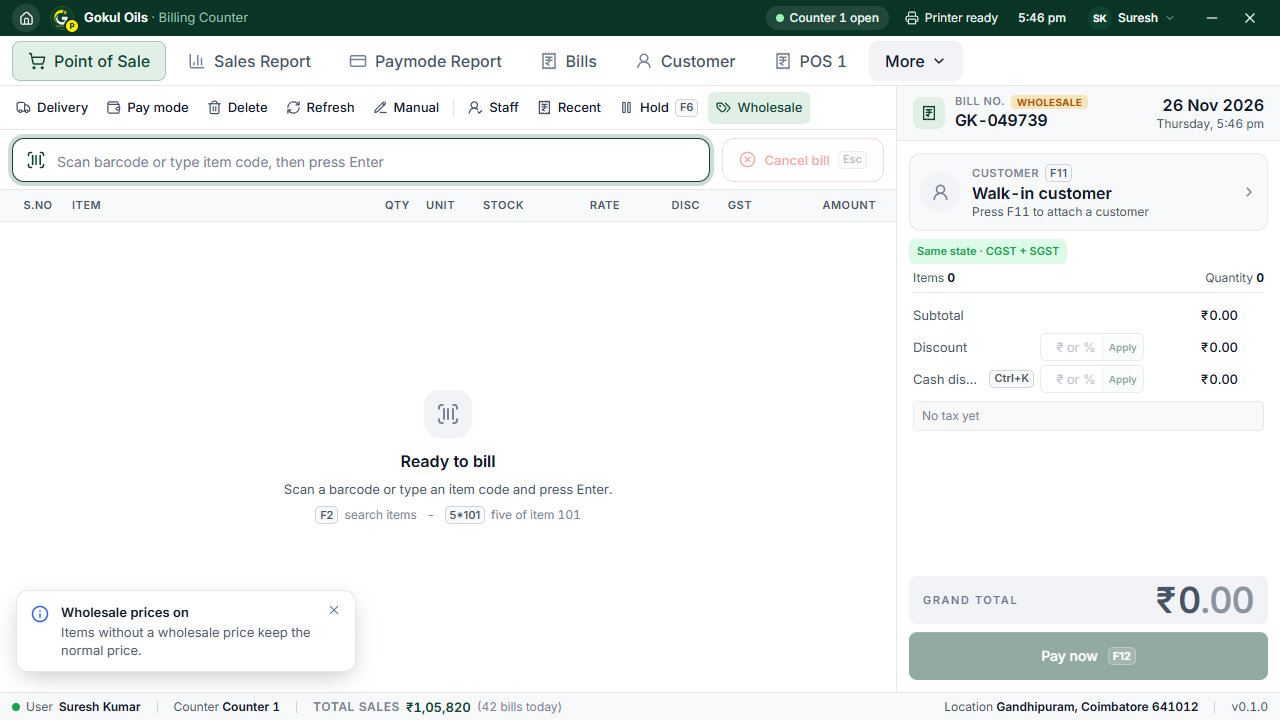 Gokul Oils · Billing Counter
Counter 1 open
Printer ready
5:46 pm
SK Suresh
Point of Sale
Sales Report
Paymode Report
Bills
Customer
POS 1
More
Delivery
Pay mode
Delete
Refresh
Manual
Staff
Recent
Hold F6
Wholesale
BILL NO. WHOLESALE
GK-049739
26 Nov 2026
Thursday, 5:46 pm
Scan barcode or type item code, then press Enter
Cancel bill Esc
S.NO ITEM QTY UNIT STOCK RATE DISC GST AMOUNT
CUSTOMER F11
Walk-in customer
Press F11 to attach a customer
Same state · CGST + SGST
Items 0 Quantity 0
Subtotal ₹0.00
Discount ₹ or % Apply ₹0.00
Cash dis... Ctrl+K ₹ or % Apply ₹0.00
No tax yet
Ready to bill
Scan a barcode or type an item code and press Enter.
F2 search items - 5*101 five of item 101
Wholesale prices on
Items without a wholesale price keep the
normal price.
GRAND TOTAL ₹0.00
Pay now F12
User Suresh Kumar
Counter Counter 1
TOTAL SALES ₹1,05,820 (42 bills today)
Location Gandhipuram, Coimbatore 641012
v0.1.0